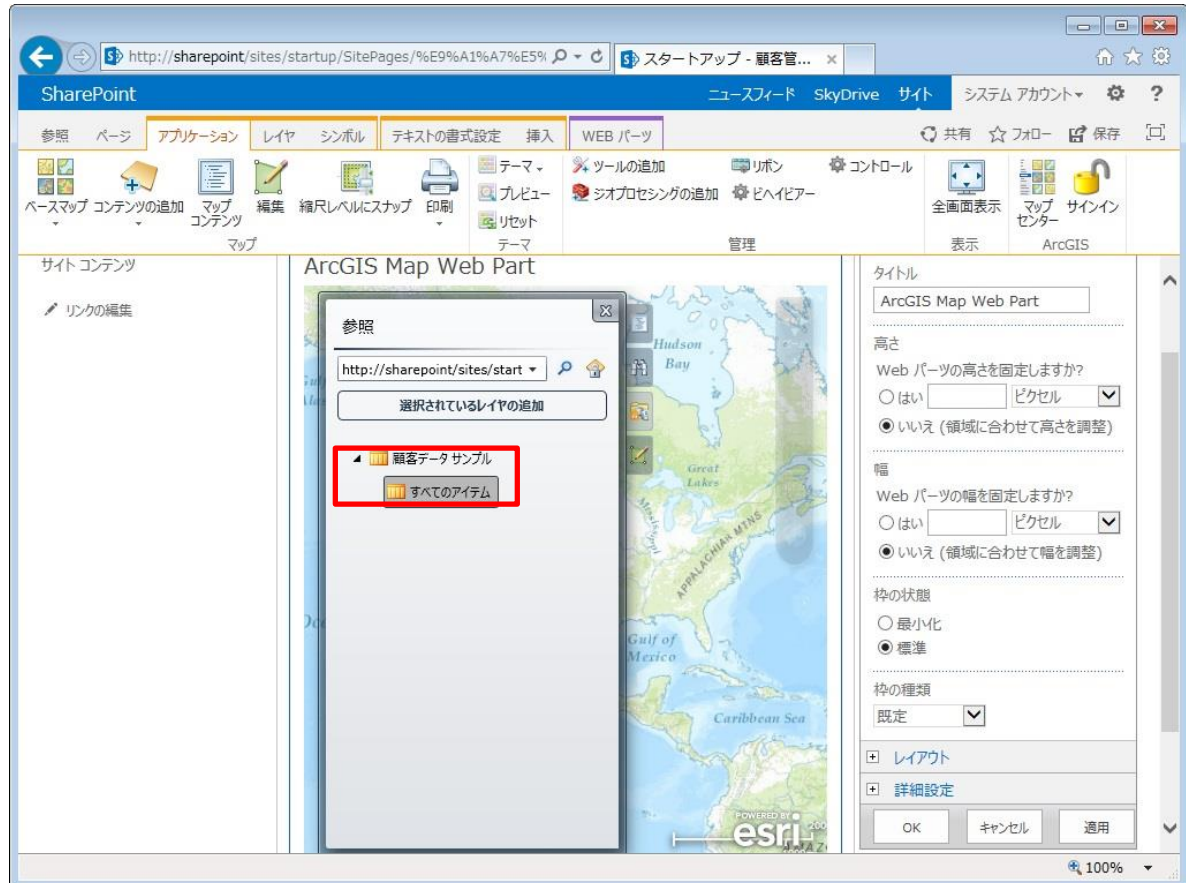 http://sharepoint/sites/startup/SitePages/%E9%A1%A7%E5%
スタートアップ - 顧客管...
SharePoint
ニュースフィード SkyDrive サイト システム アカウント ?
参照 ページ アプリケーション レイヤ シンボル テキストの書式設定 挿入 WEB パーツ 共有 フォロー 保存
ベースマップ コンテンツの追加 マップ コンテンツ 編集 縮尺レベルにスナップ 印刷
マップ
テーマ
プレビュー
リセット
テーマ
ツールの追加 リボン コントロール
ジオプロセシングの追加 ビヘイビアー
管理
全画面表示
表示
マップ センター サインイン
ArcGIS
サイト コンテンツ
リンクの編集
ArcGIS Map Web Part
参照
http://sharepoint/sites/start
選択されているレイヤの追加
顧客データ サンプル
すべてのアイテム
Hudson
Bay
Great
Lakes
Mississippi
APPALACHIAN MTNS
Gulf of
Mexico
Caribbean Sea
POWERED BY
esri
タイトル
ArcGIS Map Web Part
高さ
Web パーツの高さを固定しますか?
はい ピクセル
いいえ (領域に合わせて高さを調整)
幅
Web パーツの幅を固定しますか?
はい ピクセル
いいえ (領域に合わせて幅を調整)
枠の状態
最小化
標準
枠の種類
既定
レイアウト
詳細設定
OK キャンセル 適用
100%